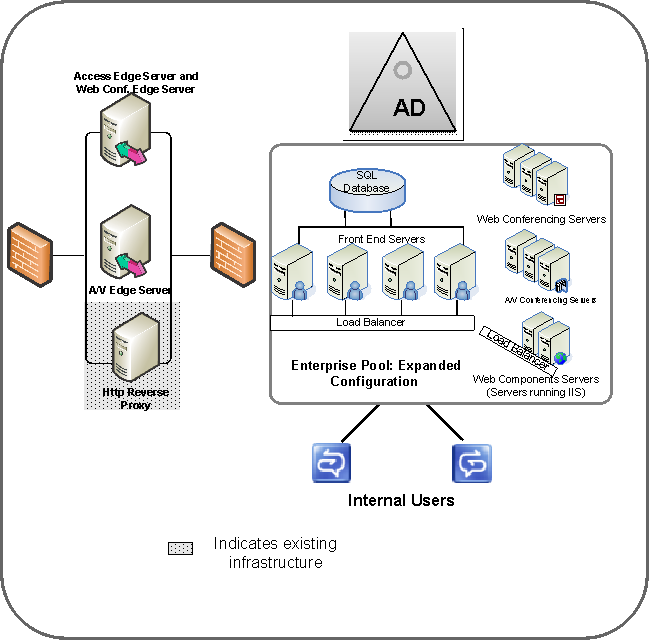 Access Edge Server and
Web Conf. Edge Server
AD
SQL
Database
Web Conferencing Servers
Front End Servers
A/V Edge Server
A/V Conferencing Servers
Load Balancer
Load Balancer
Enterprise Pool: Expanded
Configuration
Web Components Servers
(Servers running IIS)
Http Reverse
Proxy
Internal Users
Indicates existing
infrastructure